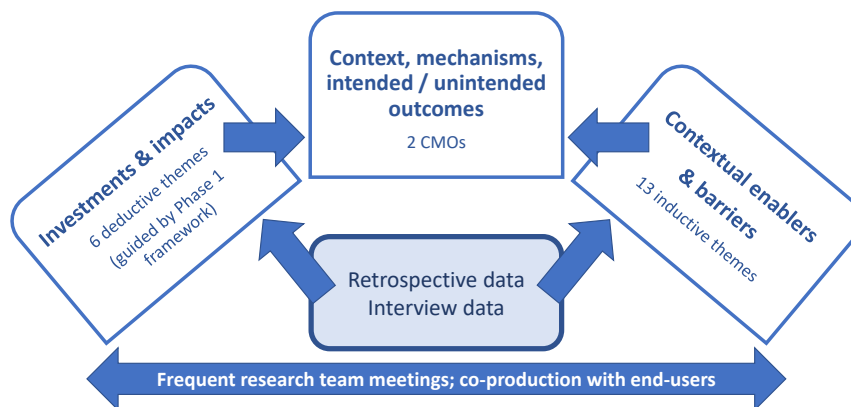 Context, mechanisms,
intended / unintended
outcomes
2 CMOs
Investments & impacts
6 deductive themes
(guided by Phase 1
framework)
Contextual enablers
& barriers
13 inductive themes
Retrospective data
Interview data
Frequent research team meetings; co-production with end-users